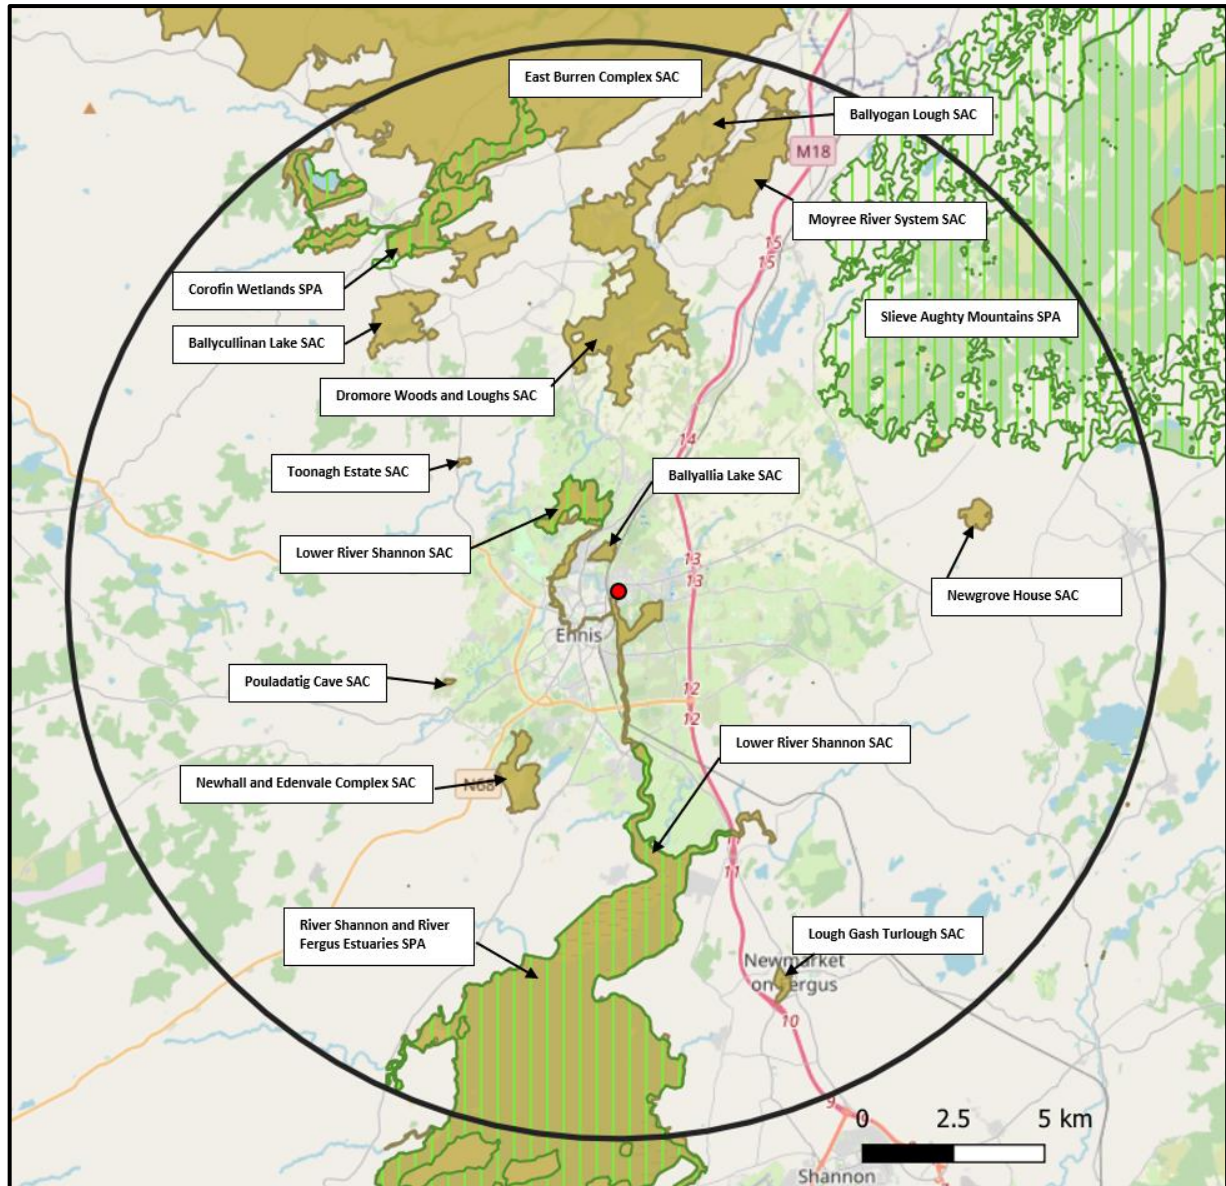 East Burren Complex SAC
Ballyogan Lough SAC
M18
Moyree River System SAC
15
15
Corofin Wetlands SPA
Slieve Aughty Mountains SPA
Ballycullinan Lake SAC
Dromore Woods and Loughs SAC
14
Toonagh Estate SAC
Ballyallia Lake SAC
Lower River Shannon SAC
13
13
Newgrove House SAC
Ennis
Pouladatig Cave SAC
12
12
Lower River Shannon SAC
Newhall and Edenvale Complex SAC
N68
11
11
River Shannon and River
Fergus Estuaries SPA
Lough Gash Turlough SAC
Newmarket
on Fergus
10
9
0 2.5 5 km
Shannon